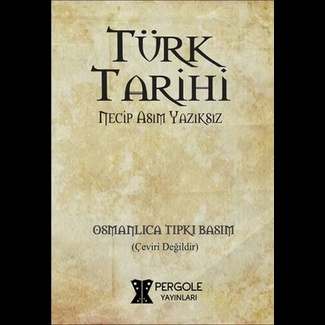 TÜRK
TARİHİ
NECİP ASIM YAZIKSIZ
OSMANLICA TIPKI BASIM
(Çeviri Değildir)
PERGOLE
YAYINLARI